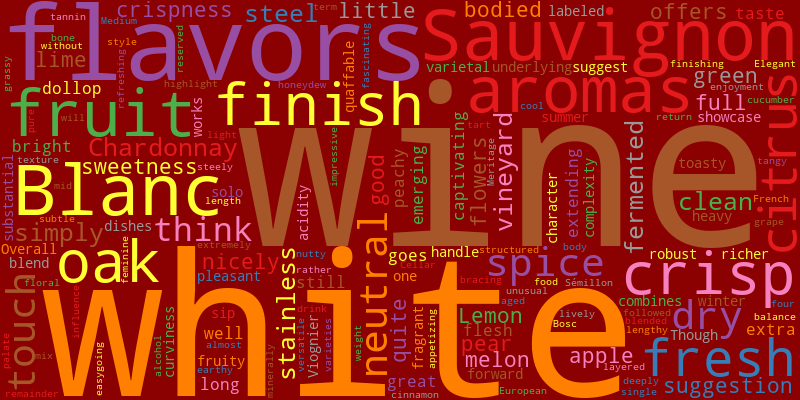 tannin
Medium
crispness
steel
term
little
bodied
labeled
offers
taste
bone
without
style
reserved
flavors
Sauvignon
lime
refreshing
quaffable
fascinating
varietal
underlying
suggest
green
finishing
Elegant
grassy
dollop
highlight
honeydew
aromas
full
enjoyment
cucumber
fruit
pure
will
works
finish
cool
summer
return
showcase
bright
Chardonnay
light
tart
citrus
texture
sweetness
steely
impressive
good
peachy
emerging
captivating
flowers
Meritage
vineyard
wine
toasty
tangy
substantial
Blanc
mid
solo
length
acidity
character
extending
complexity
fermented
clean
French
heavy
grape
simply
subtle
dishes
think
neutral
Overall
feminine
extremely
nicely
nutty
goes
handle
structured
body
robust
richer
blend
oak
pleasant
rather
still
one
cellar
spice
crisp
floral
stainless
bracing
food
Sémillon
touch
influence
white
unusual
aged
combines
winter
four
sip
drink
quite
fragrant
appetizing
Lemon
lively
Bosc
followed
blended
dry
balance
extra
well
almost
Viognier
versatile
varieties
weight
flesh
lengthy
Though
palate
mix
easygoing
alcohol
curviness
fruity
earthy
minerally
pear
melon
apple
layered
fresh
remainder
long
great
cinnamon
forward
European
deeply
single
suggestion